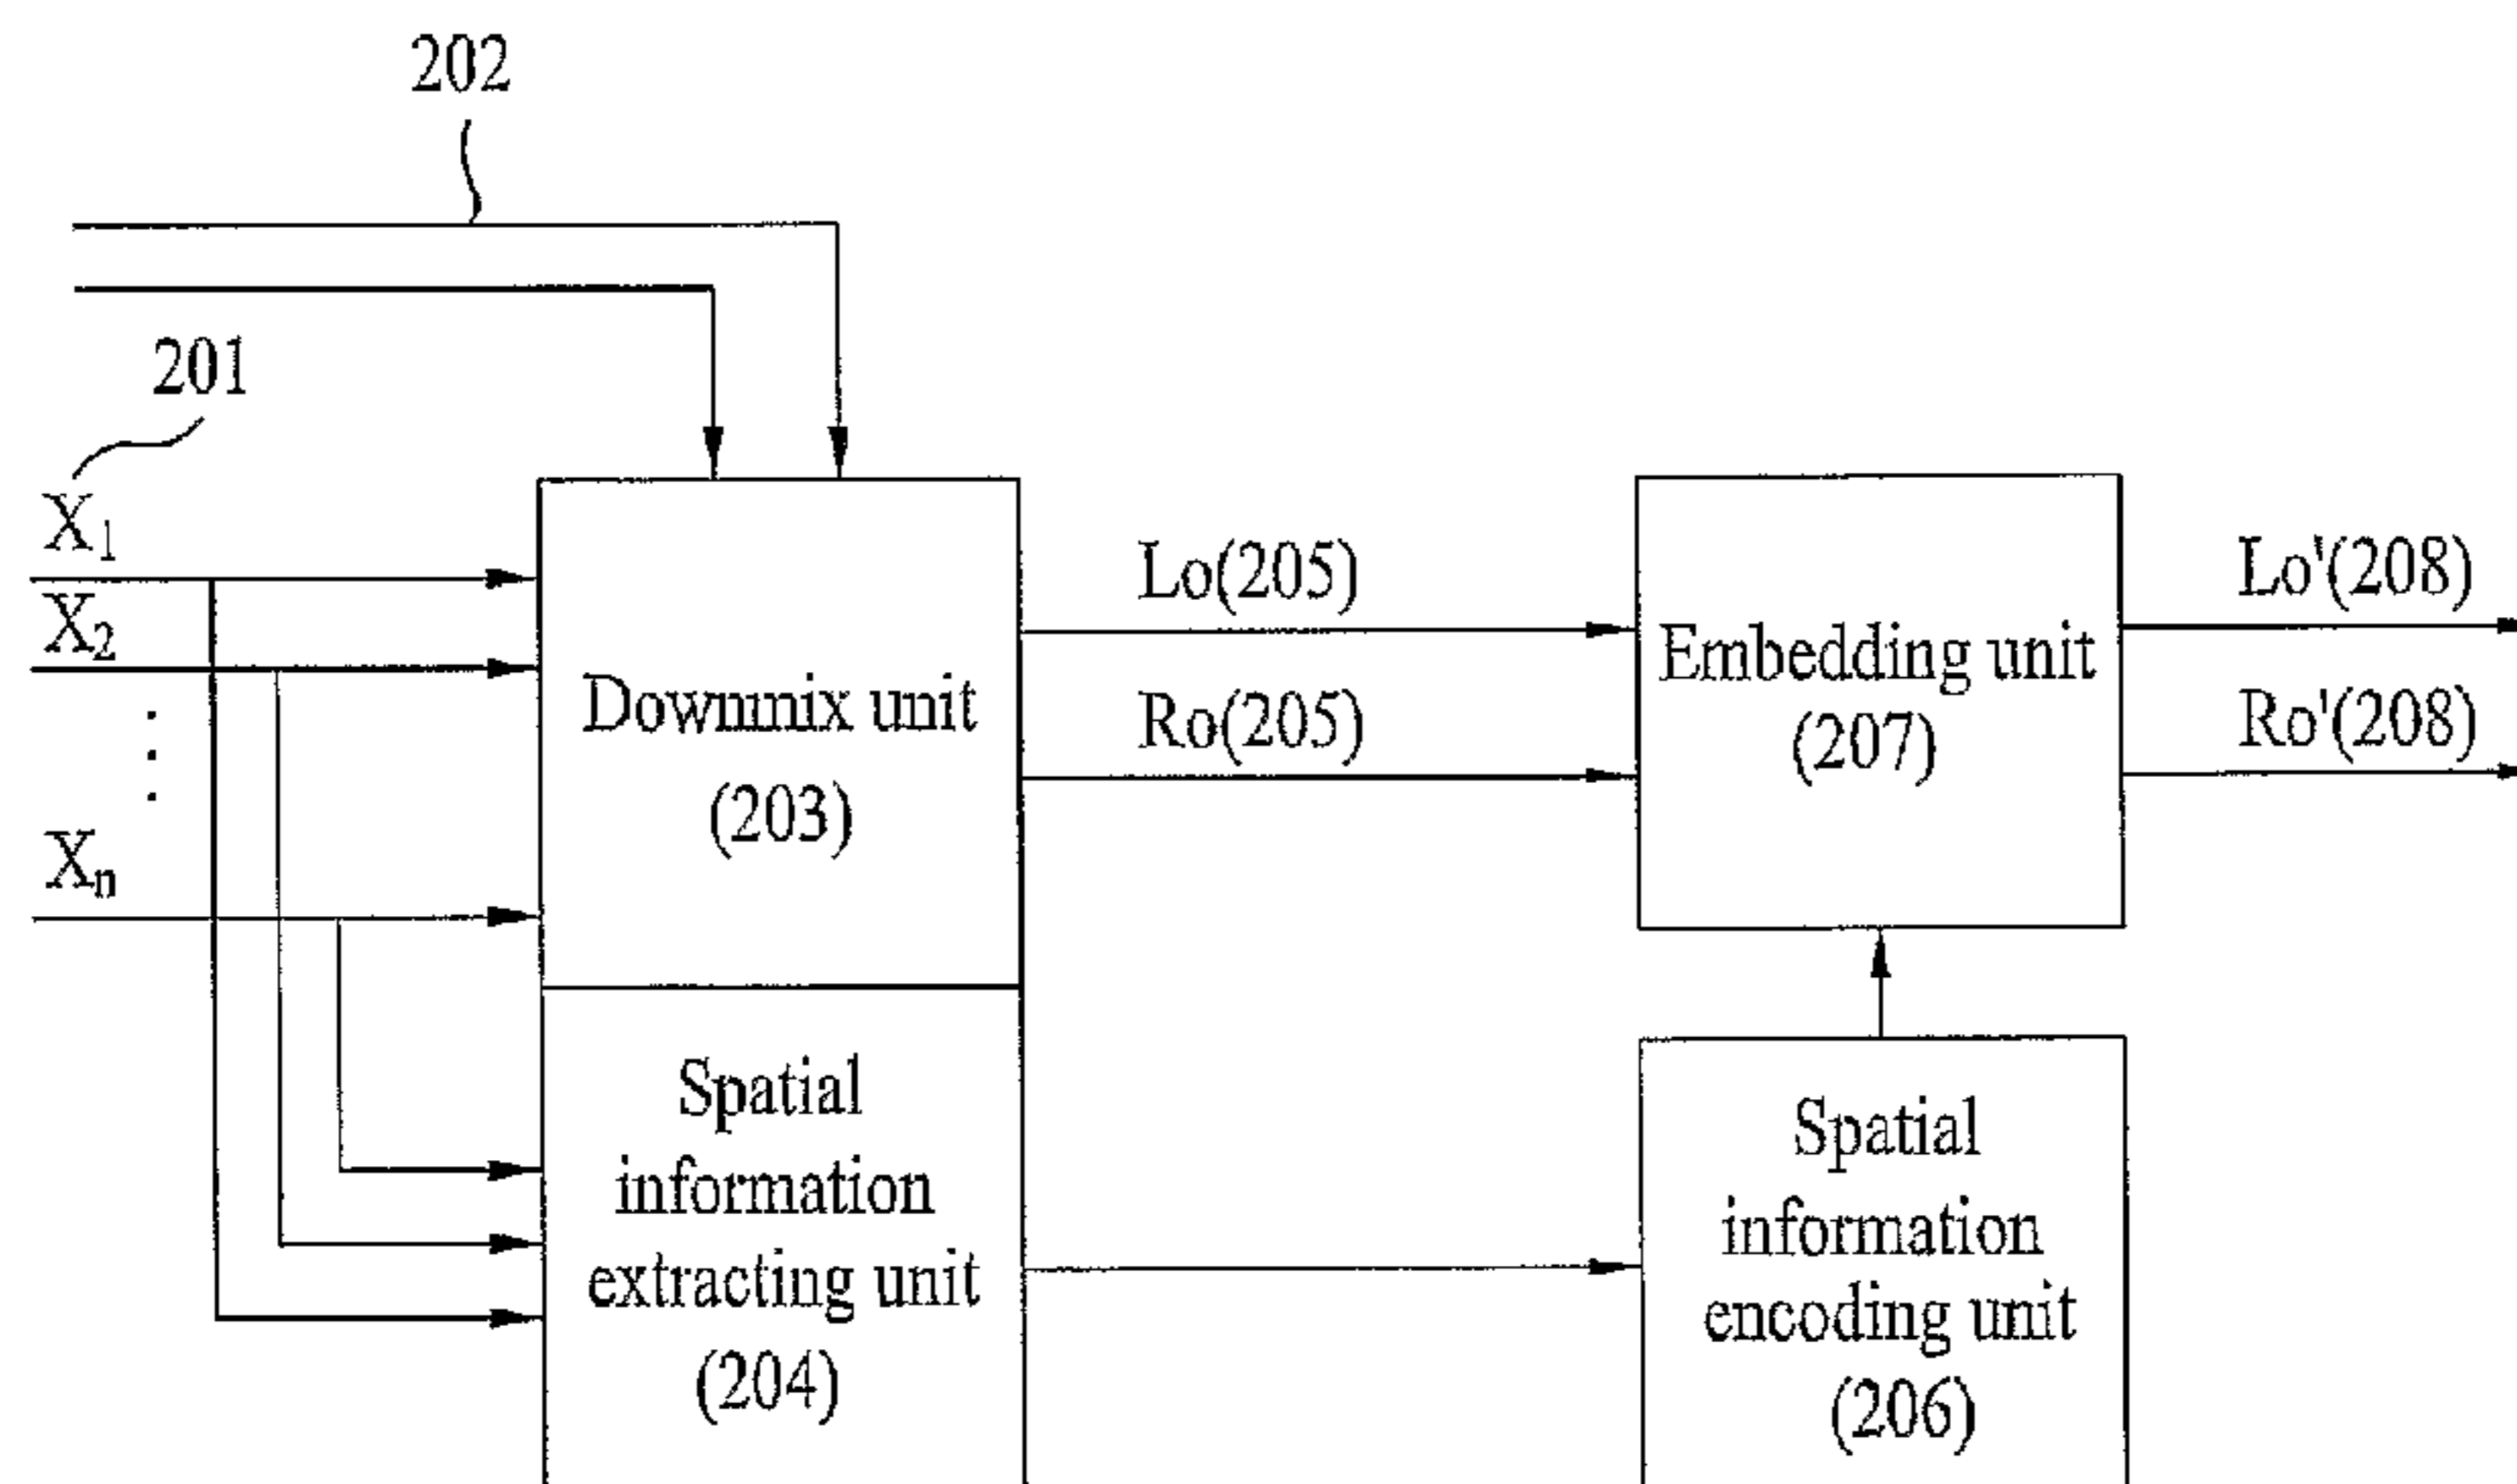 202
201
X1
X2
Xn
Downmix unit
(203)
Lo(205)
Ro(205)
Embedding unit
(207)
Lo'(208)
Ro'(208)
Spatial
information
extracting unit
(204)
Spatial
information
encoding unit
(206)